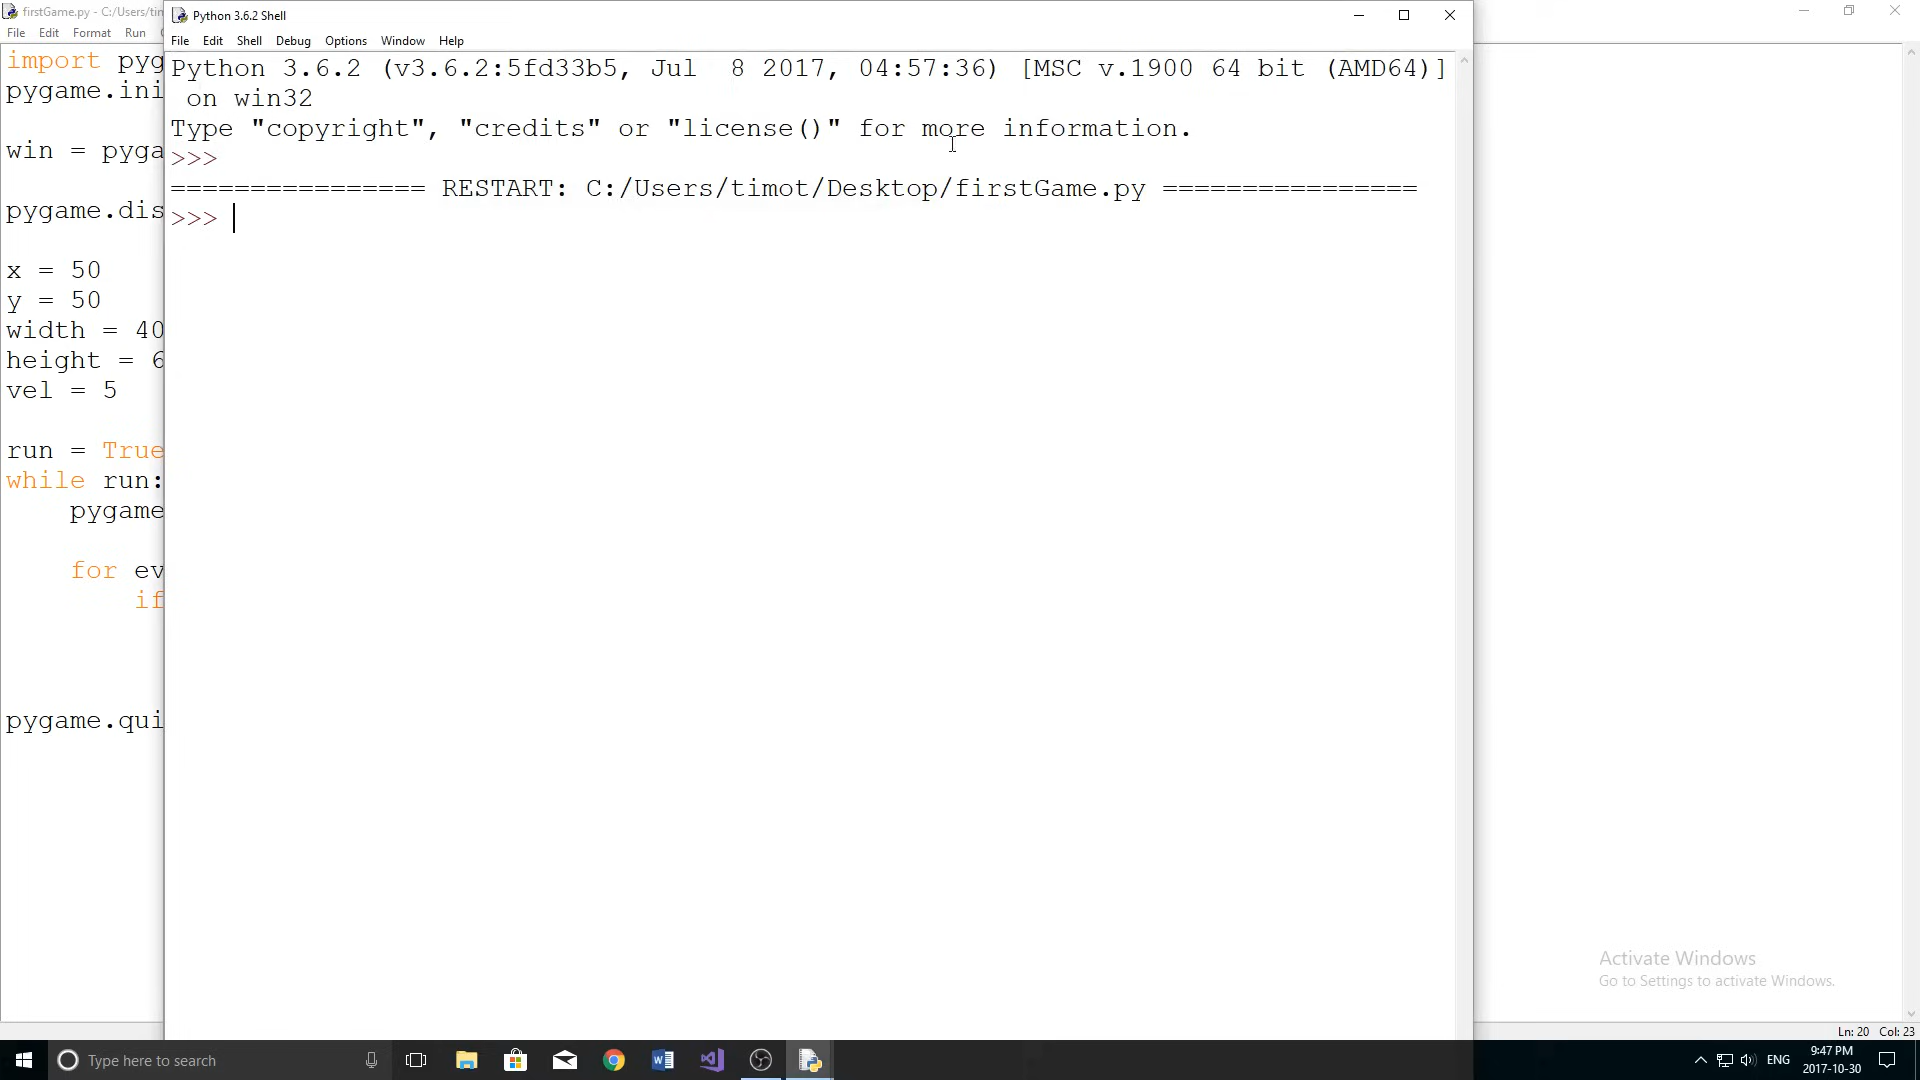 firstGame.py - C:/Users/tim
File Edit Format Run
Python 3.6.2 Shell
File Edit Shell Debug Options Window Help
import pyg
pygame.ini
win = pyga
pygame.dis
x = 50
y = 50
width = 40
height = 6
vel = 5
run = True
while run:
pygame
for ev
if
pygame.qui
Python 3.6.2 (v3.6.2:5fd33b5, Jul  8 2017, 04:57:36) [MSC v.1900 64 bit (AMD64)]
on win32
Type "copyright", "credits" or "license()" for more information.
>>>
================ RESTART: C:/Users/timot/Desktop/firstGame.py ================
>>>
Activate Windows
Go to Settings to activate Windows.
Ln: 20 Col: 23
Type here to search
ENG
9:47 PM
2017-10-30